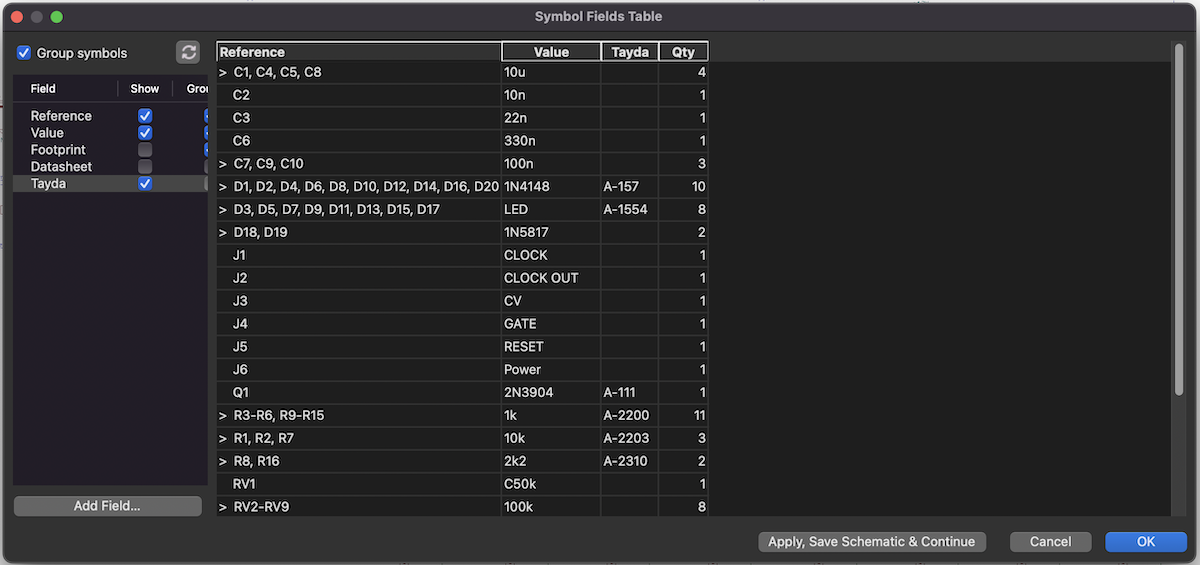 Symbol Fields Table
Group symbols
Field Show Grou
Reference
Value
Footprint
Datasheet
Tayda
Add Field...
Reference Value Tayda Qty
> C1, C4, C5, C8 10u 4
C2 10n 1
C3 22n 1
C6 330n 1
> C7, C9, C10 100n 3
> D1, D2, D4, D6, D8, D10, D12, D14, D16, D20 1N4148 A-157 10
> D3, D5, D7, D9, D11, D13, D15, D17 LED A-1554 8
> D18, D19 1N5817 2
J1 CLOCK 1
J2 CLOCK OUT 1
J3 CV 1
J4 GATE 1
J5 RESET 1
J6 Power 1
Q1 2N3904 A-111 1
> R3-R6, R9-R15 1k A-2200 11
> R1, R2, R7 10k A-2203 3
> R8, R16 2k2 A-2310 2
RV1 C50k 1
> RV2-RV9 100k 8
Apply, Save Schematic & Continue Cancel OK